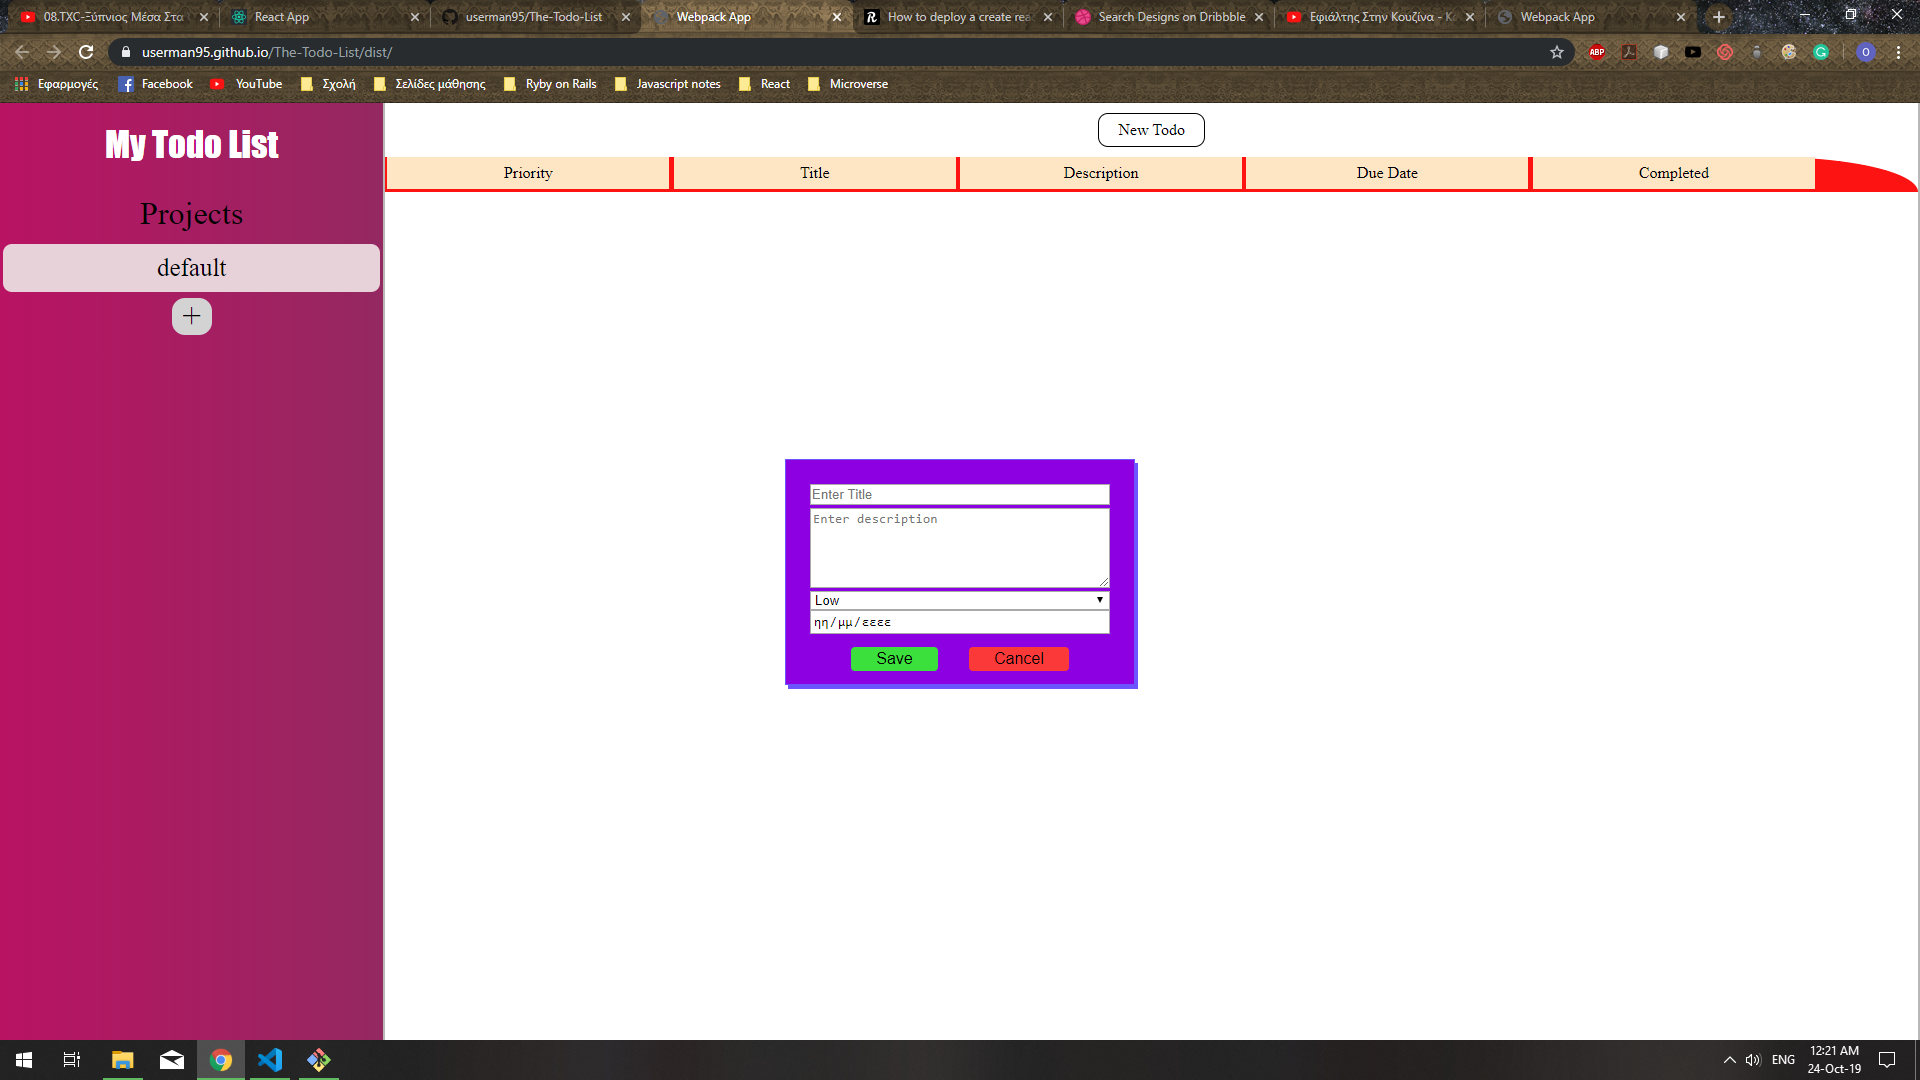 08.TXC-Ξύπνιος Μέσα Στα
React App
userman95/The-Todo-List
Webpack App
How to deploy a create rea
Search Designs on Dribbble
Εφιάλτης Στην Κουζίνα - Κα
Webpack App
userman95.github.io/The-Todo-List/dist/
ABP
G
O
Εφαρμογές
Facebook
YouTube
Σχολή
Σελίδες μάθησης
Ryby on Rails
Javascript notes
React
Microverse
My Todo List
Projects
default
+
New Todo
Priority
Title
Description
Due Date
Completed
Enter Title
Enter description
Low
ηη/μμ/εεεε
Save
Cancel
ENG
12:21 AM
24-Oct-19